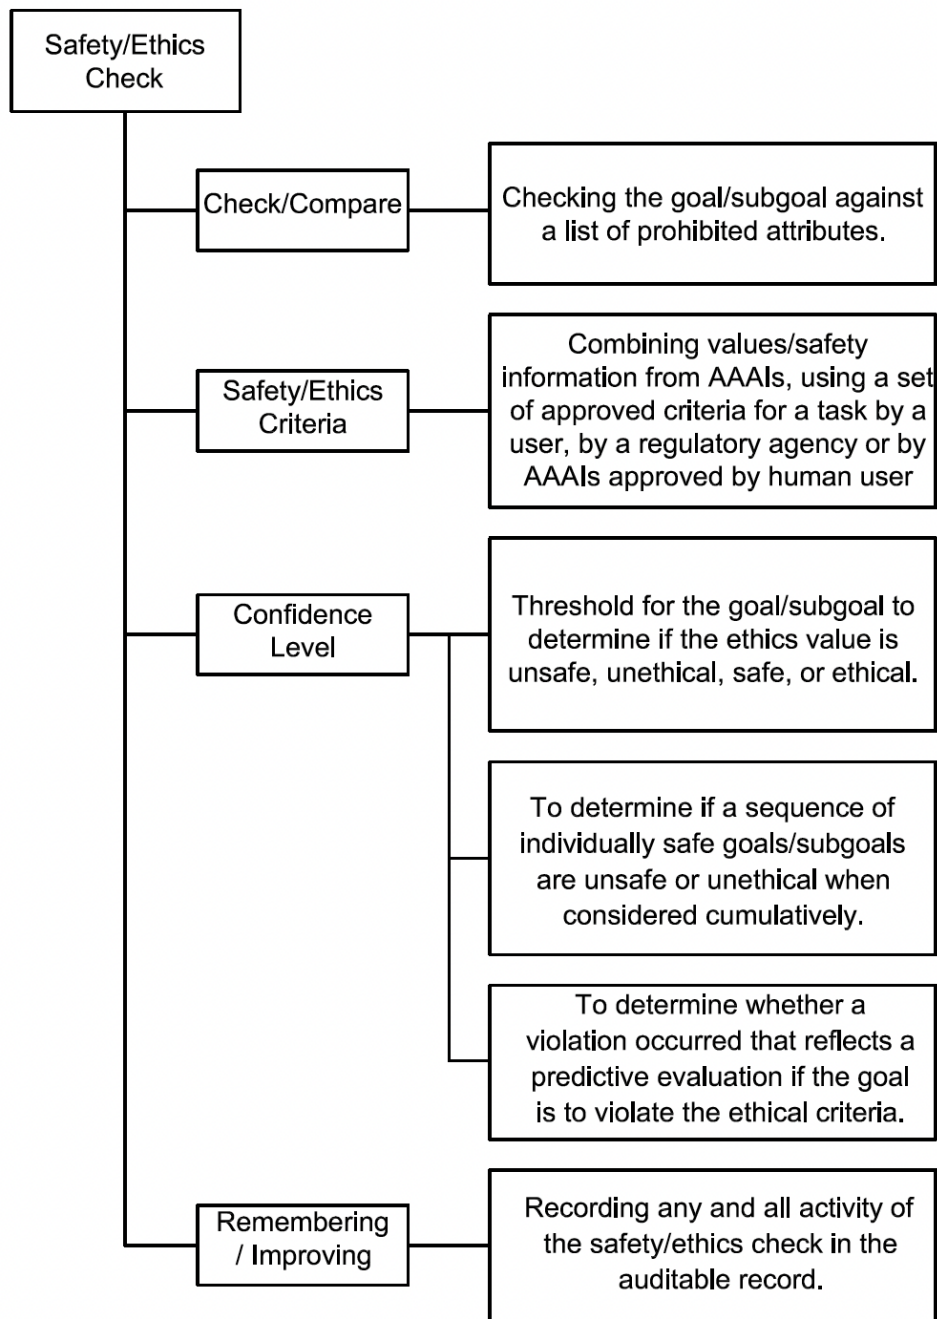 Safety/Ethics
Check
Check/Compare
Checking the goal/subgoal against
a list of prohibited attributes.
Safety/Ethics
Criteria
Combining values/safety
information from AAAIs, using a set
of approved criteria for a task by a
user, by a regulatory agency or by
AAAIs approved by human user
Confidence
Level
Threshold for the goal/subgoal to
determine if the ethics value is
unsafe, unethical, safe, or ethical.
To determine if a sequence of
individually safe goals/subgoals
are unsafe or unethical when
considered cumulatively.
To determine whether a
violation occurred that reflects a
predictive evaluation if the goal
is to violate the ethical criteria.
Remembering
/ Improving
Recording any and all activity of
the safety/ethics check in the
auditable record.